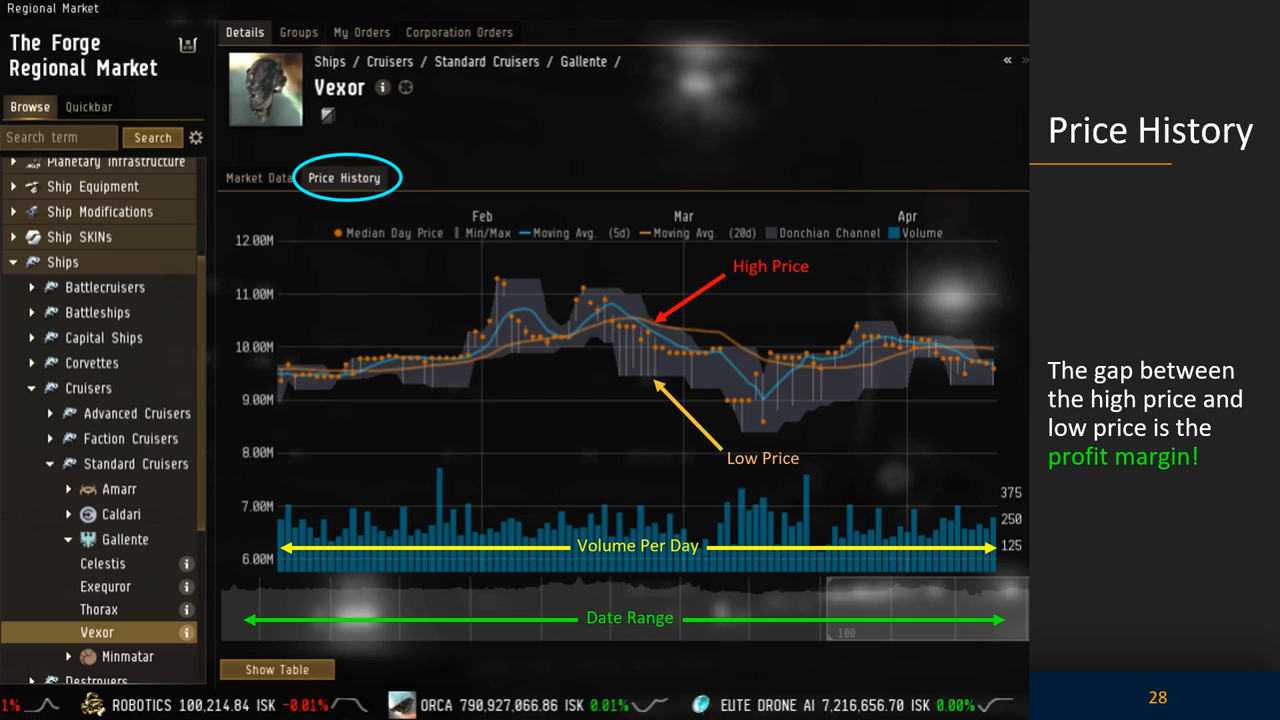 Regional Market
The Forge
Regional Market
Browse Quickbar
Search term Search
Planetary Infrastructure
Ship Equipment
Ship Modifications
Ship SKINs
Ships
Battlecruisers
Battleships
Capital Ships
Corvettes
Cruisers
Advanced Cruisers
Faction Cruisers
Standard Cruisers
Amarr
Caldari
Gallente
Celestis
Exequror
Thorax
Vexor
Minmatar
Destroyers
Details Groups My Orders Corporation Orders
Ships / Cruisers / Standard Cruisers / Gallente /
Vexor
Market Data Price History
Feb Mar Apr
Median Day Price Min/Max Moving Avg. (5d) Moving Avg. (20d) Donchian Channel Volume
12.00M
11.00M
10.00M
9.00M
8.00M
7.00M
6.00M
375
250
125
High Price
Low Price
Volume Per Day
Date Range
100
Show Table
1% ROBOTICS 100,214.84 ISK -0.01% ORCA 790,927,066.86 ISK 0.01% ELITE DRONE AI 7,216,656.70 ISK 0.00%
Price History
The gap between
the high price and
low price is the
profit margin!
28